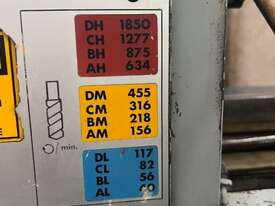 DH 1850
CH 1277
BH 875
AH 634
DM 455
CM 316
BM 218
AM 156
/min.
DL 117
CL 82
BL 56
AL 60